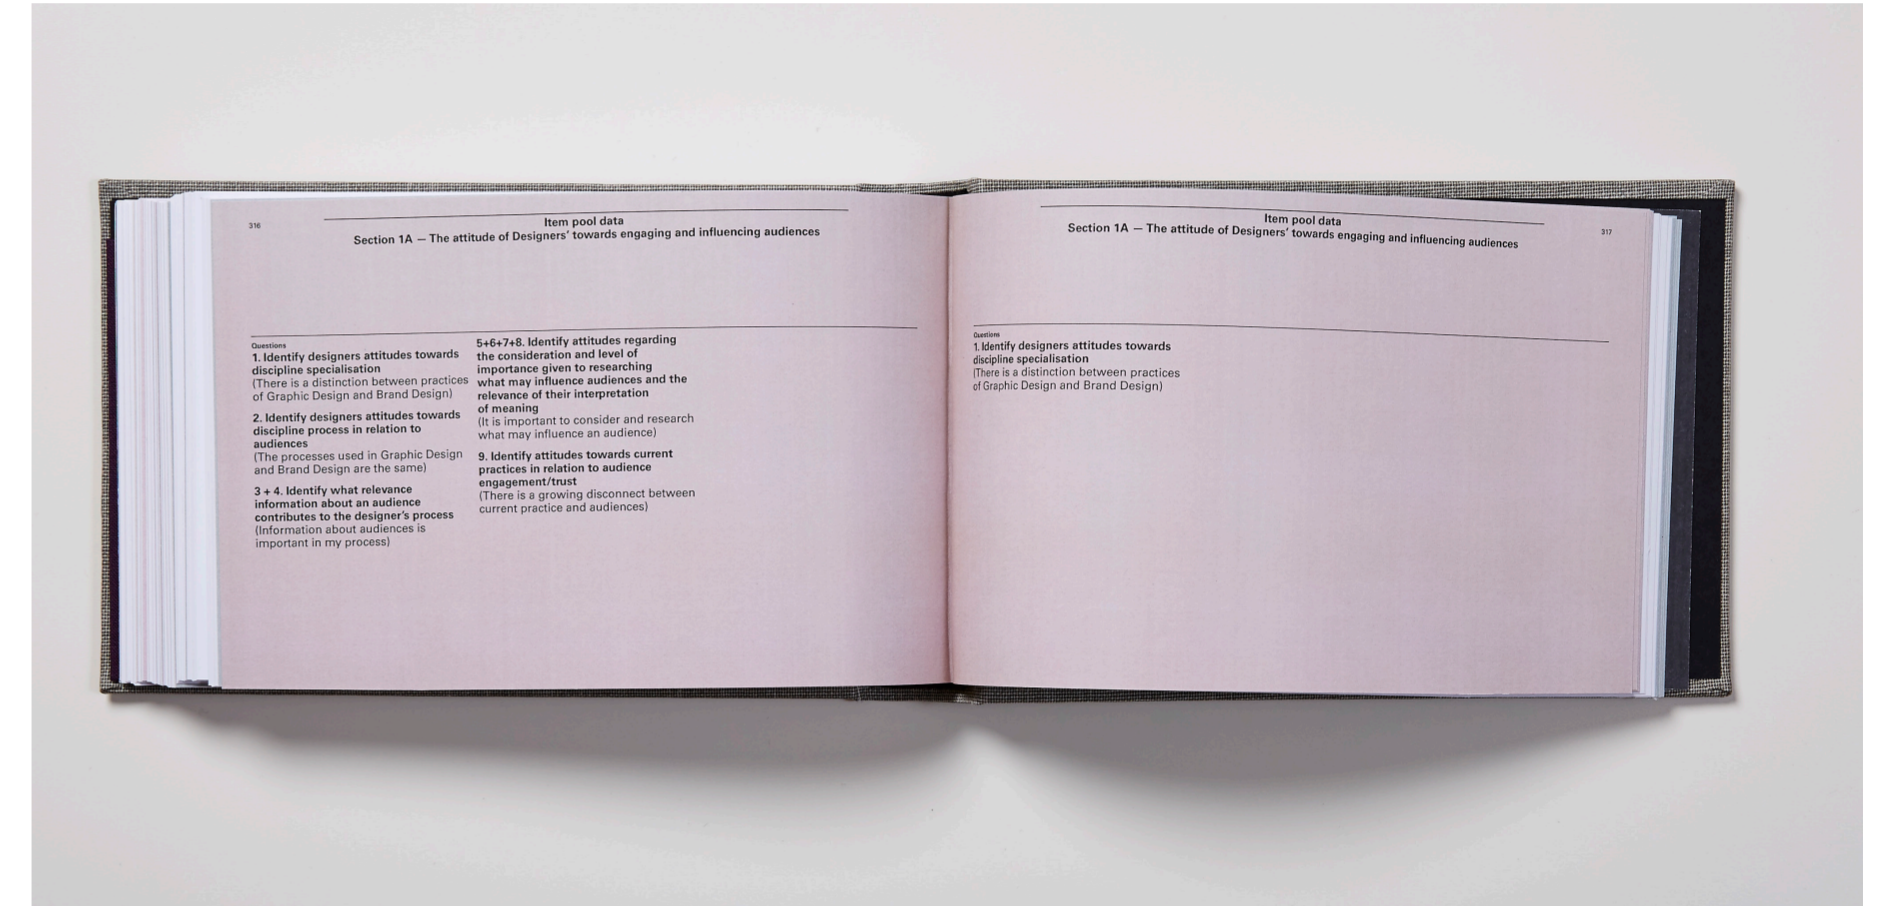 316
Item pool data
Section 1A — The attitude of Designers' towards engaging and influencing audiences
Questions
1. Identify designers attitudes towards
discipline specialisation
(There is a distinction between practices
of Graphic Design and Brand Design)
2. Identify designers attitudes towards
discipline process in relation to
audiences
(The processes used in Graphic Design
and Brand Design are the same)
3 + 4. Identify what relevance
information about an audience
contributes to the designer's process
(Information about audiences is
important in my process)
5+6+7+8. Identify attitudes regarding
the consideration and level of
importance given to researching
what may influence audiences and the
relevance of their interpretation
of meaning
(It is important to consider and research
what may influence an audience)
9. Identify attitudes towards current
practices in relation to audience
engagement/trust
(There is a growing disconnect between
current practice and audiences)
Item pool data
Section 1A — The attitude of Designers' towards engaging and influencing audiences
317
Questions
1. Identify designers attitudes towards
discipline specialisation
(There is a distinction between practices
of Graphic Design and Brand Design)